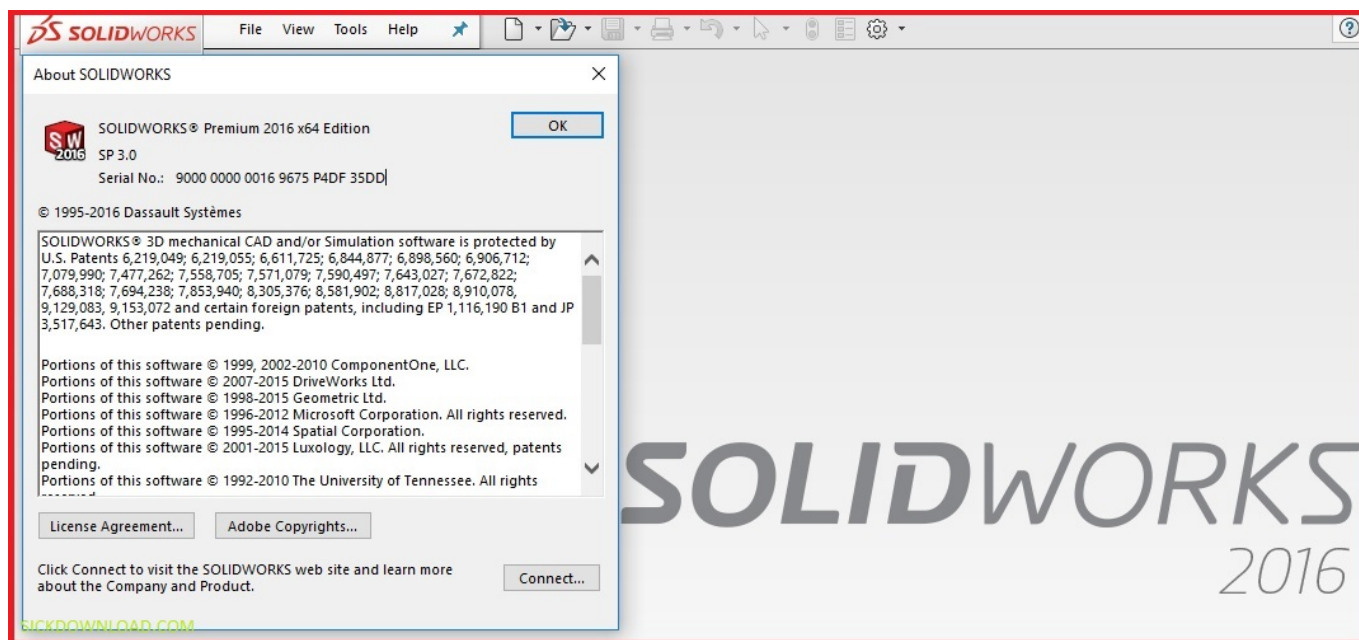 DS SOLIDWORKS File View Tools Help
About SOLIDWORKS
SOLIDWORKS® Premium 2016 x64 Edition
OK
SW
2016
SP 3.0
Serial No.: 9000 0000 0016 9675 P4DF 35DD
© 1995-2016 Dassault Systèmes
SOLIDWORKS® 3D mechanical CAD and/or Simulation software is protected by
U.S. Patents 6,219,049; 6,219,055; 6,611,725; 6,844,877; 6,898,560; 6,906,712;
7,079,990; 7,477,262; 7,558,705; 7,571,079; 7,590,497; 7,643,027; 7,672,822;
7,688,318; 7,694,238; 7,853,940; 8,305,376; 8,581,902; 8,817,028; 8,910,078,
9,129,083, 9,153,072 and certain foreign patents, including EP 1,116,190 B1 and JP
3,517,643. Other patents pending.
Portions of this software © 1999, 2002-2010 ComponentOne, LLC.
Portions of this software © 2007-2015 DriveWorks Ltd.
Portions of this software © 1998-2015 Geometric Ltd.
Portions of this software © 1996-2012 Microsoft Corporation. All rights reserved.
Portions of this software © 1995-2014 Spatial Corporation.
Portions of this software © 2001-2015 Luxology, LLC. All rights reserved, patents
pending.
Portions of this software © 1992-2010 The University of Tennessee. All rights
License Agreement... Adobe Copyrights...
Click Connect to visit the SOLIDWORKS web site and learn more
about the Company and Product.
Connect...
SOLIDWORKS
2016
SICKDOWNLOAD.COM